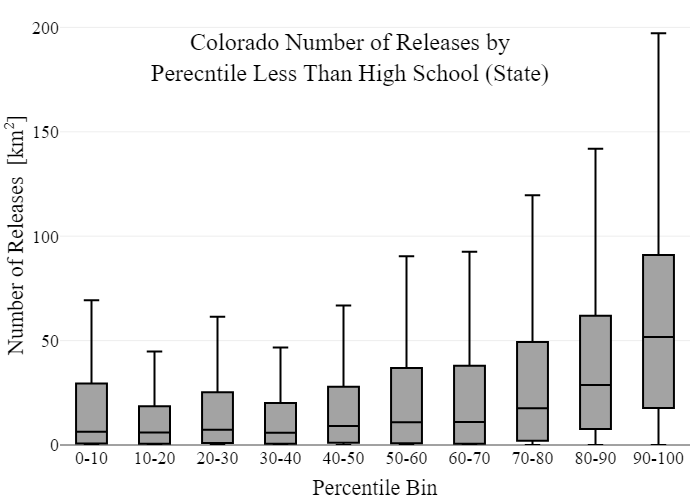 Colorado Number of Releases by
Perecntile Less Than High School (State)
Number of Releases [km²]
200
150
100
50
0
0-10 10-20 20-30 30-40 40-50 50-60 60-70 70-80 80-90 90-100
Percentile Bin